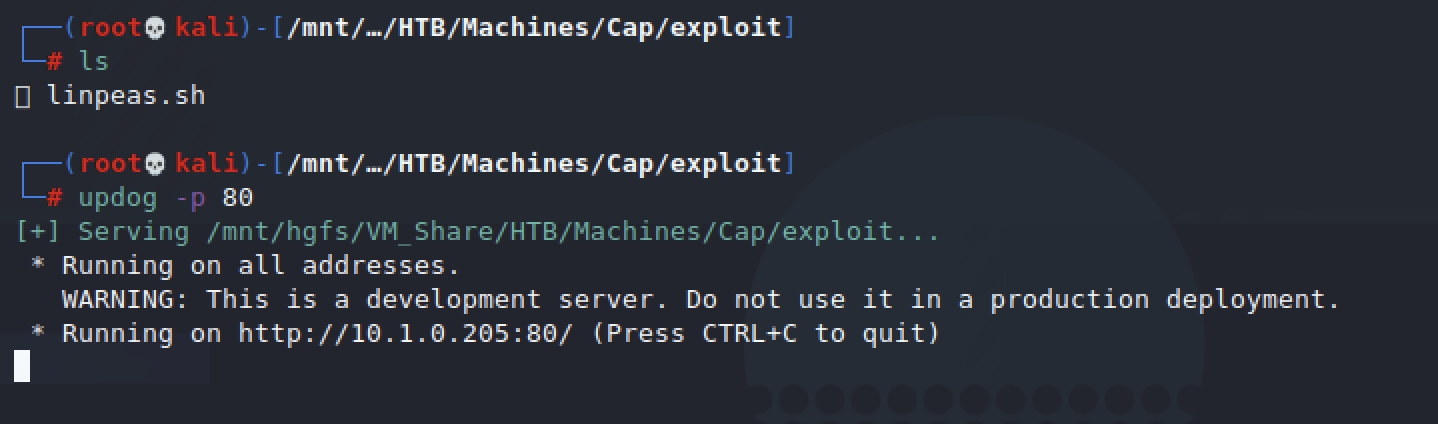 ┌──(root💀kali)-[/mnt/…/HTB/Machines/Cap/exploit]
└─# ls
linpeas.sh
┌──(root💀kali)-[/mnt/…/HTB/Machines/Cap/exploit]
└─# updog -p 80
[+] Serving /mnt/hgfs/VM_Share/HTB/Machines/Cap/exploit...
* Running on all addresses.
WARNING: This is a development server. Do not use it in a production deployment.
* Running on http://10.1.0.205:80/ (Press CTRL+C to quit)